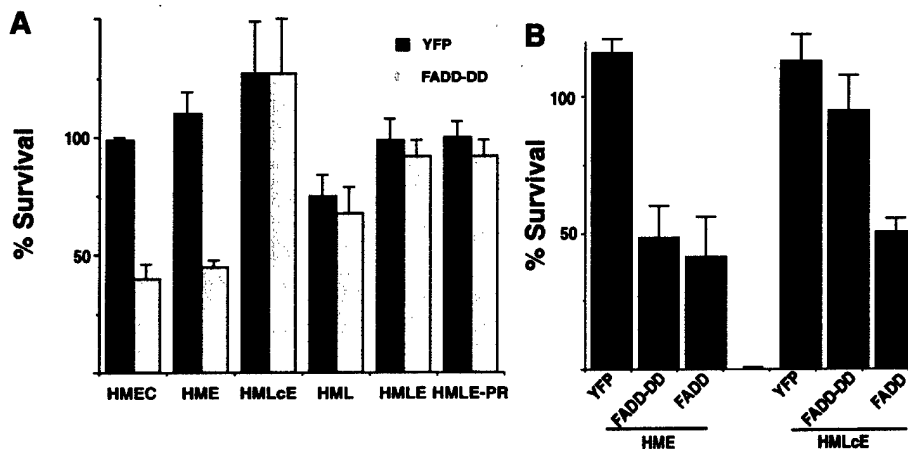 A
YFP
FADD-DD
% Survival
100
50
HMEC HME HMLcE HML HMLE HMLE-PR
B
% Survival
100
50
YFP FADD-DD FADD YFP FADD-DD FADD
HME HMLcE